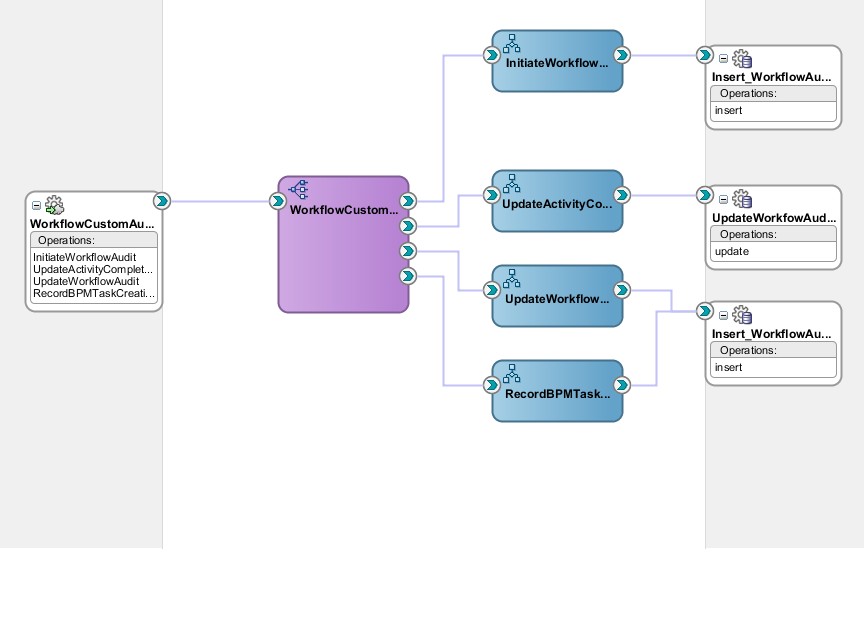 WorkflowCustomAu...
Operations:
InitiateWorkflowAudit
UpdateActivityComplet...
UpdateWorkflowAudit
RecordBPMTaskCreati...
WorkflowCustom...
InitiateWorkflow...
UpdateActivityCo...
UpdateWorkflow...
RecordBPMTask...
Insert_WorkflowAu...
Operations:
insert
UpdateWorkfowAud...
Operations:
update
Insert_WorkflowAu...
Operations:
insert